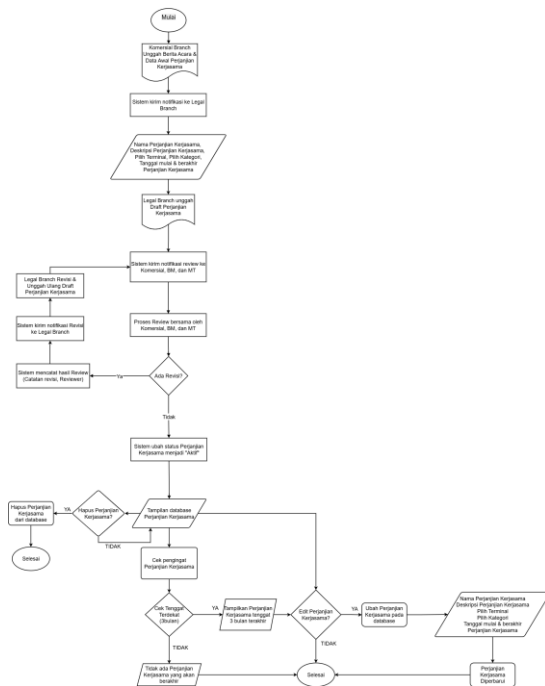 Mulai
Komersial Branch
Unggah Berita Acara &
Data Awal Perjanjian
Kerjasama
Sistem kirim notifikasi ke Legal
Branch
Nama Perjanjian Kerjasama,
Deskripsi Perjanjian Kerjasama,
Pilih Terminal, Pilih Kategori,
Tanggal mulai & berakhir
Perjanjian Kerjasama
Legal Branch unggah
Draft Perjanjian
Kerjasama
Sistem kirim notifikasi review ke
Komersial, BM, dan MT
Legal Branch Revisi &
Unggah Ulang Draft
Perjanjian Kerjasama
Sistem kirim notifikasi Revisi
ke Legal Branch
Proses Review bersama oleh
Komersial, BM, dan MT
Sistem mencatat hasil Review
(Catatan revisi, Reviewer)
Ya
Ada Revisi?
Tidak
Sistem ubah status Perjanjian
Kerjasama menjadi "Aktif"
Hapus Perjanjian
Kerjasama
dari database
YA
Hapus Perjanjian
Kerjasama?
TIDAK
Tampilan database
Perjanjian Kerjasama
Selesai
Cek pengingat
Perjanjian Kerjasama
Cek Tenggat
Terdekat
(3bulan)
YA
Tampilkan Perjanjian
Kerjasama tenggat
3 bulan terakhir
Edit Perjanjian
Kerjasama?
YA
Ubah Perjanjian
Kerjasama pada
database
Nama Perjanjian Kerjasama
Deskripsi Perjanjian Kerjasama
Pilih Terminal
Pilih Kategori
Tanggal mulai & berakhir
Perjanjian Kerjasama
TIDAK
TIDAK
Tidak ada Perjanjian
Kerjasama yang akan
berakhir
Selesai
Perjanjian
Kerjasama
Diperbarui